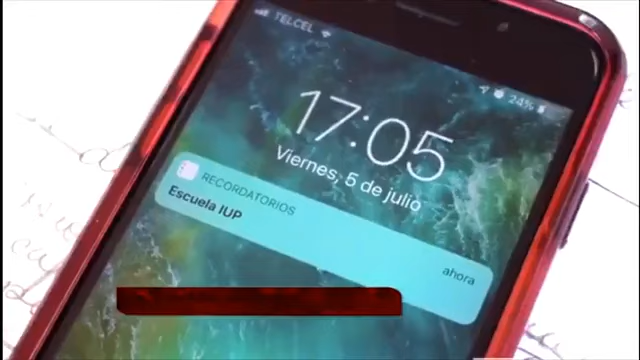 TELCEL
24%
17:05
Viernes, 5 de julio
RECORDATORIOS
ahora
Escuela IUP